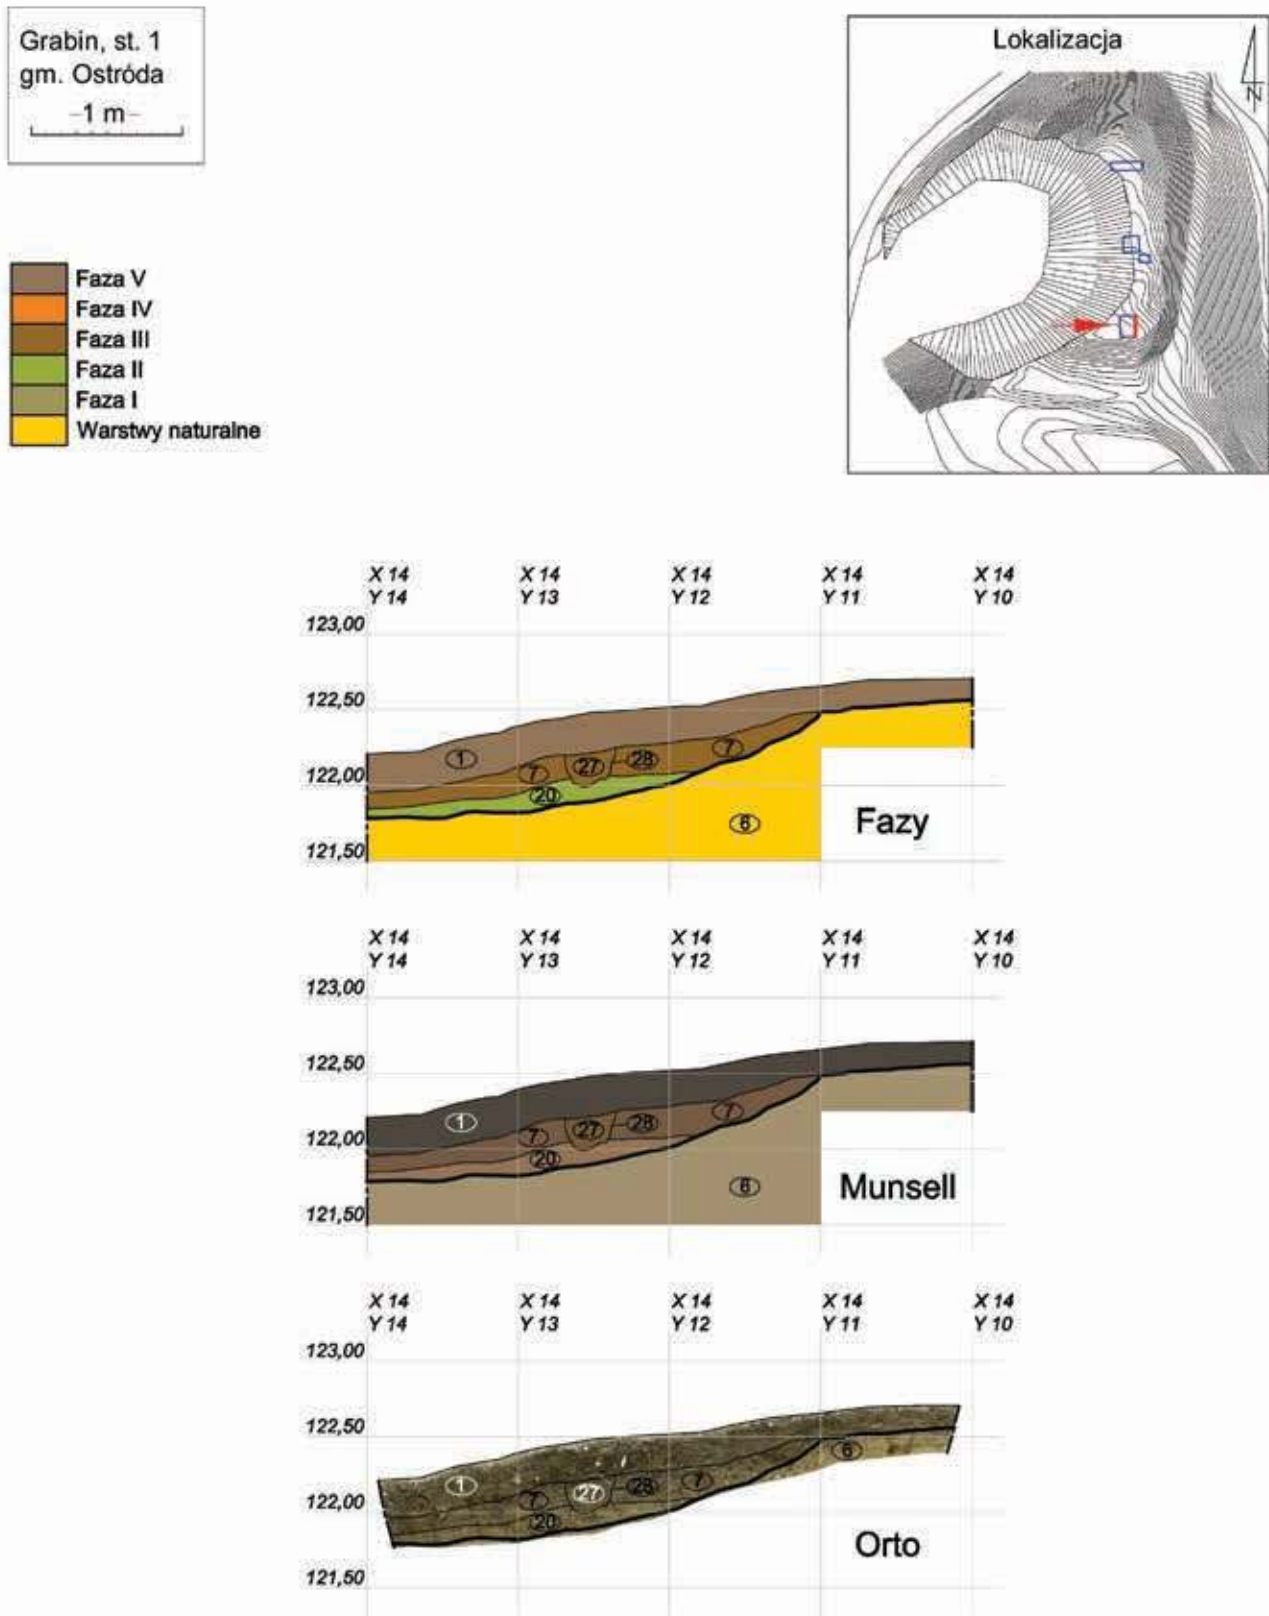 Grabin, st. 1
gm. Ostróda
1 m
Lokalizacja
N
Faza V
Faza IV
Faza III
Faza II
Faza I
Warstwy naturalne
X 14 X 14 X 14 X 14 X 14
Y 14 Y 13 Y 12 Y 11 Y 10
123,00
122,50
122,00
121,50
1
7
27
28
7
20
6
Fazy
X 14 X 14 X 14 X 14 X 14
Y 14 Y 13 Y 12 Y 11 Y 10
123,00
122,50
122,00
121,50
1
7
27
28
7
20
6
Munsell
X 14 X 14 X 14 X 14 X 14
Y 14 Y 13 Y 12 Y 11 Y 10
123,00
122,50
122,00
121,50
1
7
27
28
7
20
6
Orto